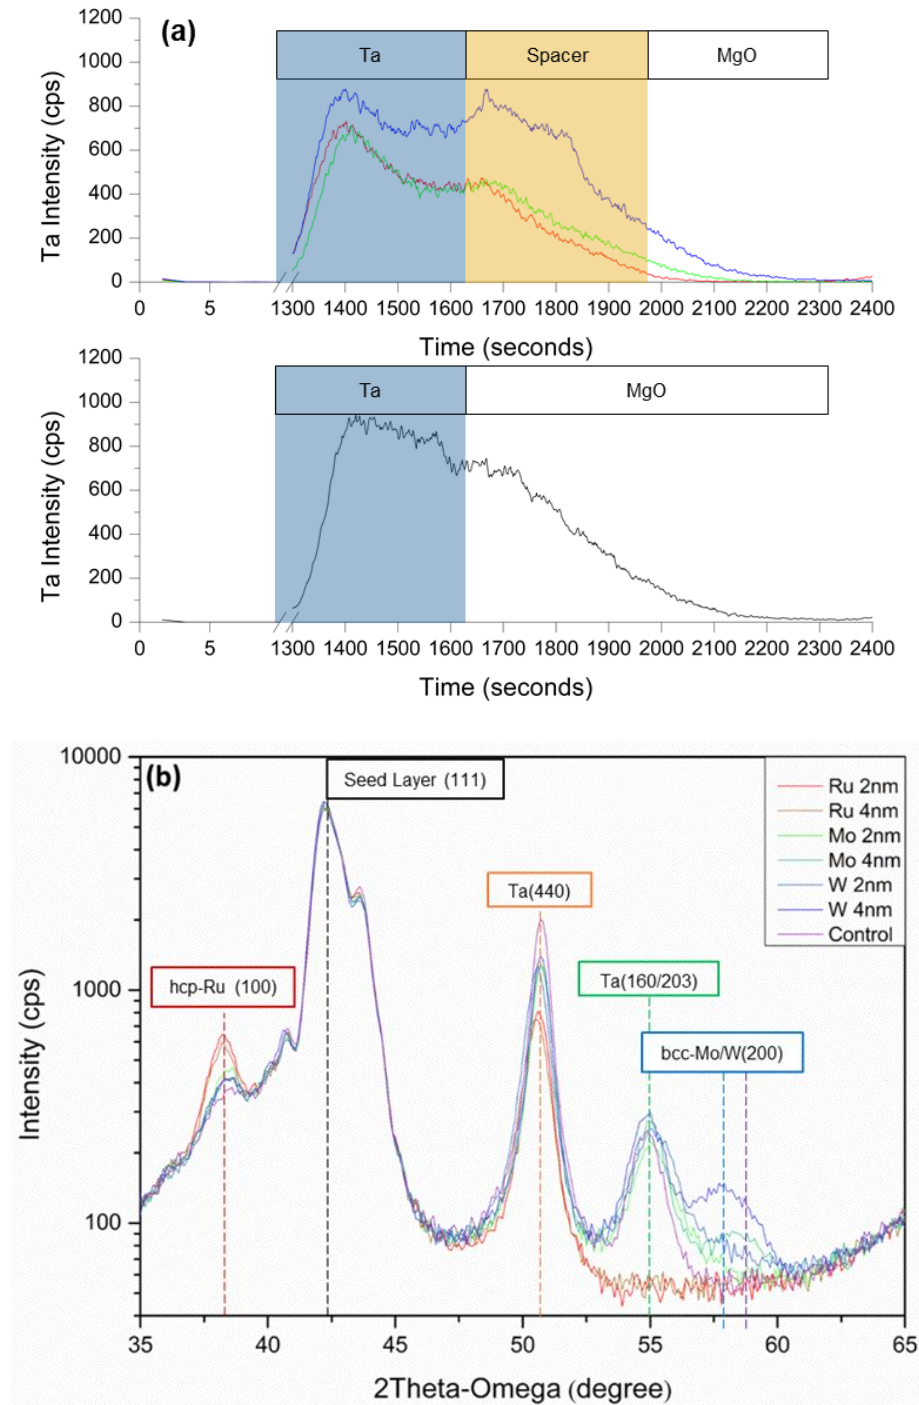 (a)
1200
1000
800
600
400
200
0
Ta Intensity (cps)
Ta Spacer MgO
0 5 1300 1400 1500 1600 1700 1800 1900 2000 2100 2200 2300 2400
Time (seconds)
1200
1000
800
600
400
200
0
Ta Intensity (cps)
Ta MgO
0 5 1300 1400 1500 1600 1700 1800 1900 2000 2100 2200 2300 2400
Time (seconds)
(b)
10000
1000
100
Intensity (cps)
Seed Layer (111)
Ru 2nm
Ru 4nm
Mo 2nm
Mo 4nm
W 2nm
W 4nm
Control
Ta(440)
hcp-Ru (100)
Ta(160/203)
bcc-Mo/W(200)
35 40 45 50 55 60 65
2Theta-Omega (degree)